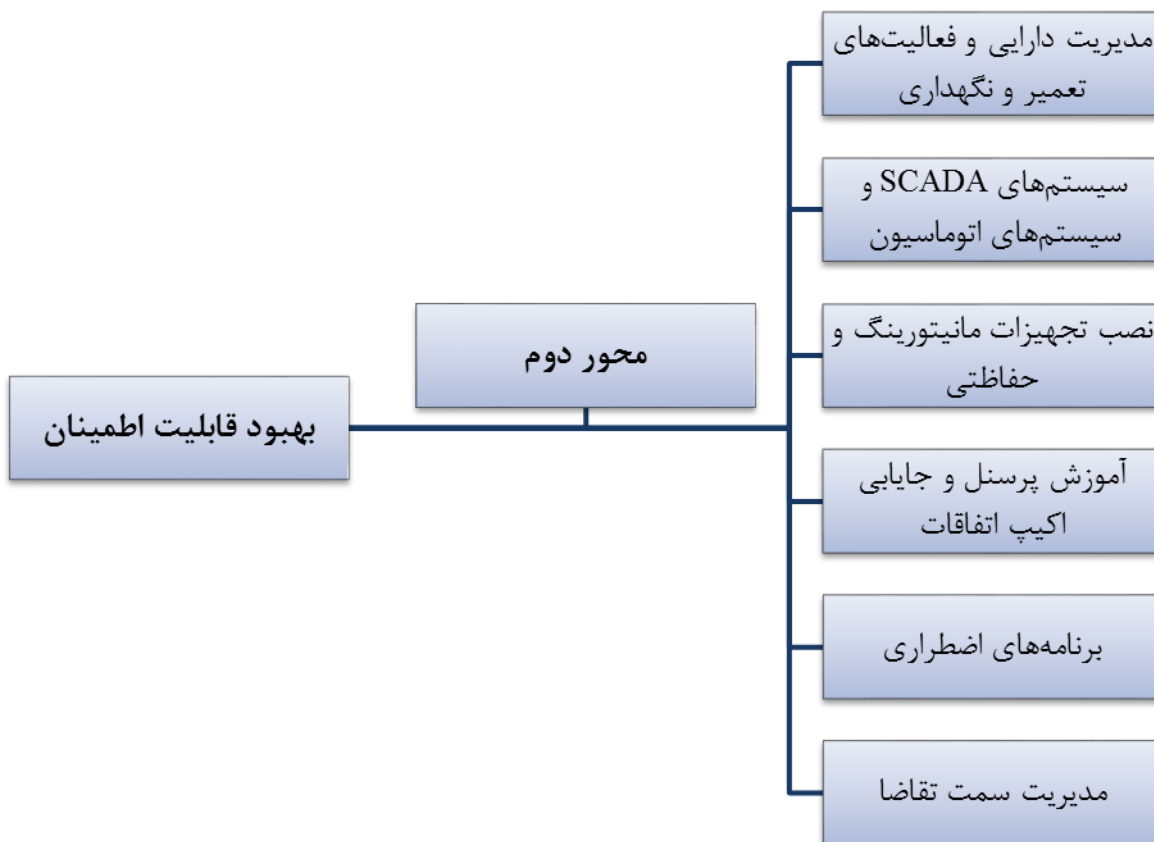 مدیریت دارایی و فعالیت‌های
تعمیر و نگهداری
سیستم‌های SCADA و
سیستم‌های اتوماسیون
نصب تجهیزات مانیتورینگ و
حفاظتی
محور دوم
بهبود قابلیت اطمینان
آموزش پرسنل و جایابی
اکیپ اتفاقات
برنامه‌های اضطراری
مدیریت سمت تقاضا